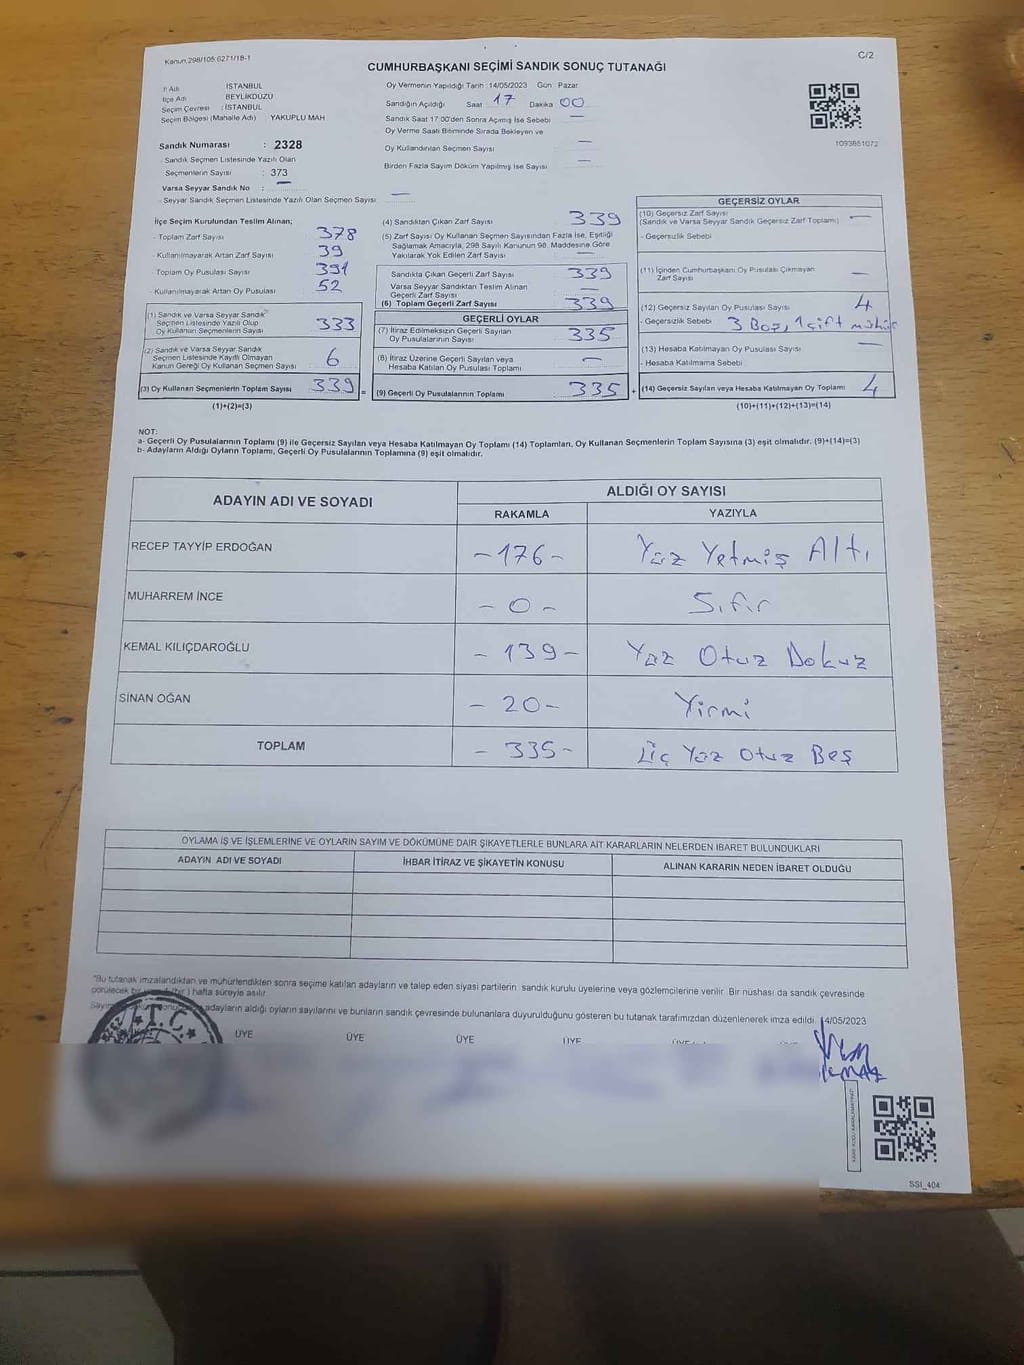 Kanun:298/105:6271/18-1
C/2
CUMHURBAŞKANI SEÇİMİ SANDIK SONUÇ TUTANAĞI
İl Adı : İSTANBUL
İlçe Adı BEYLİKDÜZÜ
Seçim Çevresi : İSTANBUL
Seçim Bölgesi (Mahalle Adı) YAKUPLU MAH
Sandık Numarası : 2328
- Sandık Seçmen Listesinde Yazılı Olan
Seçmenlerin Sayısı : 373
Varsa Seyyar Sandık No : —
- Seyyar Sandık Seçmen Listesinde Yazılı Olan Seçmen Sayısı : —
Oy Vermenin Yapıldığı Tarih : 14/05/2023 Gün Pazar
Sandığın Açıldığı Saat 17 Dakika 00
Sandık Saat 17.00'den Sonra Açılmış İse Sebebi —
Oy Verme Saati Bitiminde Sırada Bekleyen ve
Oy Kullandırılan Seçmen Sayısı —
Birden Fazla Sayım Döküm Yapılmış İse Sayısı —
1093851072
İlçe Seçim Kurulundan Teslim Alınan;
- Toplam Zarf Sayısı 378
- Kullanılmayarak Artan Zarf Sayısı 39
- Toplam Oy Pusulası Sayısı 391
- Kullanılmayarak Artan Oy Pusulası 52
(1) Sandık ve Varsa Seyyar Sandık
Seçmen Listesinde Yazılı Olup
Oy Kullanan Seçmenlerin Sayısı 333
(2) Sandık ve Varsa Seyyar Sandık
Seçmen Listesinde Kayıtlı Olmayan
Kanun Gereği Oy Kullanan Seçmen Sayısı 6
(3) Oy Kullanan Seçmenlerin Toplam Sayısı 339 =
(1)+(2)=(3)
(4) Sandıktan Çıkan Zarf Sayısı 339
(5) Zarf Sayısı Oy Kullanan Seçmen Sayısından Fazla İse, Eşitliği
Sağlamak Amacıyla, 298 Sayılı Kanunun 98. Maddesine Göre
Yakılarak Yok Edilen Zarf Sayısı —
Sandıkta Çıkan Geçerli Zarf Sayısı 339
Varsa Seyyar Sandıktan Teslim Alınan
Geçerli Zarf Sayısı —
(6) Toplam Geçerli Zarf Sayısı 339
GEÇERLİ OYLAR
(7) İtiraz Edilmeksizin Geçerli Sayılan
Oy Pusulalarının Sayısı 335
(8) İtiraz Üzerine Geçerli Sayılan veya
Hesaba Katılan Oy Pusulası Toplamı —
(9) Geçerli Oy Pusulalarının Toplamı 335 +
GEÇERSİZ OYLAR
(10) Geçersiz Zarf Sayısı
(Sandık ve Varsa Seyyar Sandık Geçersiz Zarf Toplamı) —
- Geçersizlik Sebebi
(11) İçinden Cumhurbaşkanı Oy Pusulası Çıkmayan
Zarf Sayısı —
(12) Geçersiz Sayılan Oy Pusulası Sayısı 4
- Geçersizlik Sebebi 3 Boş, 1 çift mühür
(13) Hesaba Katılmayan Oy Pusulası Sayısı —
- Hesaba Katılmama Sebebi
(14) Geçersiz Sayılan veya Hesaba Katılmayan Oy Toplamı 4
(10)+(11)+(12)+(13)=(14)
NOT:
a- Geçerli Oy Pusulalarının Toplamı (9) ile Geçersiz Sayılan veya Hesaba Katılmayan Oy Toplamı (14) Toplamları, Oy Kullanan Seçmenlerin Toplam Sayısına (3) eşit olmalıdır. (9)+(14)=(3)
b- Adayların Aldığı Oyların Toplamı, Geçerli Oy Pusulalarının Toplamına (9) eşit olmalıdır.
ADAYIN ADI VE SOYADI
ALDIĞI OY SAYISI
RAKAMLA YAZIYLA
RECEP TAYYİP ERDOĞAN -176- Yüz Yetmiş Altı
MUHARREM İNCE -0- Sıfır
KEMAL KILIÇDAROĞLU -139- Yüz Otuz Dokuz
SİNAN OĞAN -20- Yirmi
TOPLAM -335- Üç Yüz Otuz Beş
OYLAMA İŞ VE İŞLEMLERİNE VE OYLARIN SAYIM VE DÖKÜMÜNE DAİR ŞİKAYETLERLE BUNLARA AİT KARARLARIN NELERDEN İBARET BULUNDUKLARI
ADAYIN ADI VE SOYADI İHBAR İTİRAZ VE ŞİKAYETİN KONUSU ALINAN KARARIN NEDEN İBARET OLDUĞU
"Bu tutanak imzalandıktan ve mühürlendikten sonra seçime katılan adayların ve talep eden siyasi partilerin sandık kurulu üyelerine veya gözlemcilerine verilir. Bir nüshası da sandık çevresinde
görülecek bir (bir) hafta süreyle asılır.
adayların aldığı oyların sayılarını ve bunların sandık çevresinde bulunanlara duyurulduğunu gösteren bu tutanak tarafımızdan düzenlenerek imza edildi. 14/05/2023
T.C.
ÜYE ÜYE ÜYE ÜYE
SSI_404